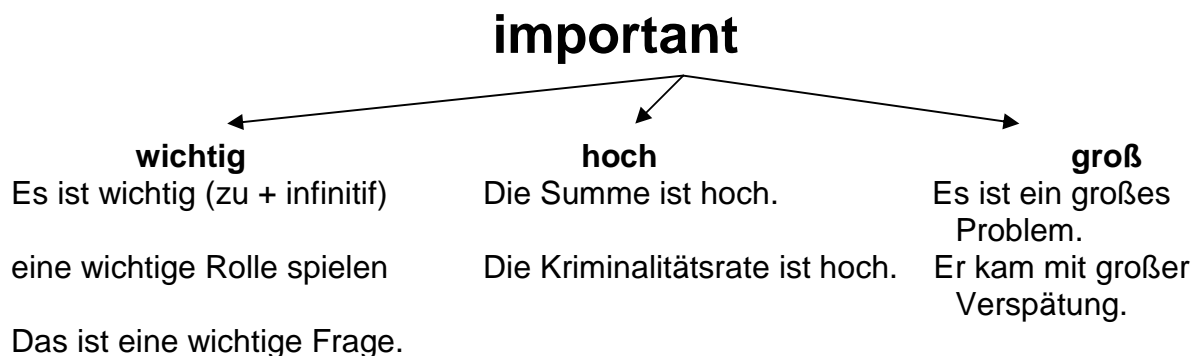 important
wichtig
Es ist wichtig (zu + infinitif)
eine wichtige Rolle spielen
Das ist eine wichtige Frage.
hoch
Die Summe ist hoch.
Die Kriminalitätsrate ist hoch.
groß
Es ist ein großes
Problem.
Er kam mit großer
Verspätung.